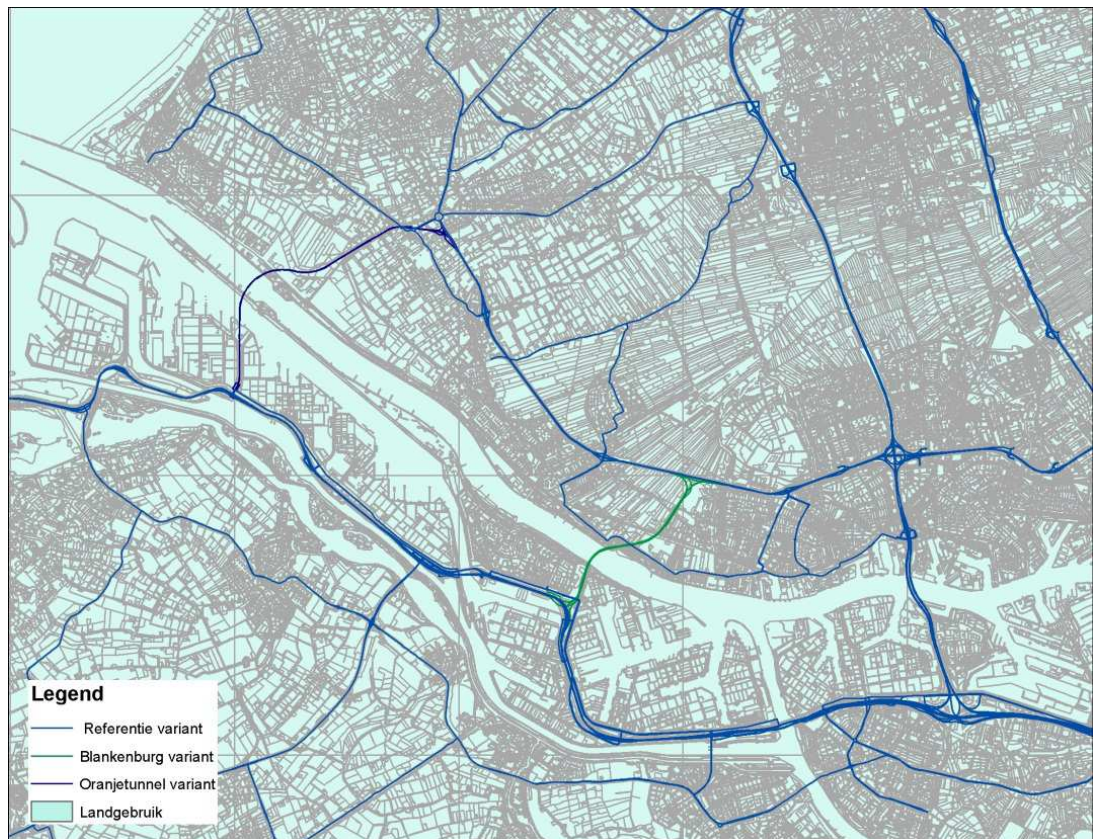 Legend
Referentie variant
Blankenburg variant
Oranjetunnel variant
Landgebruik